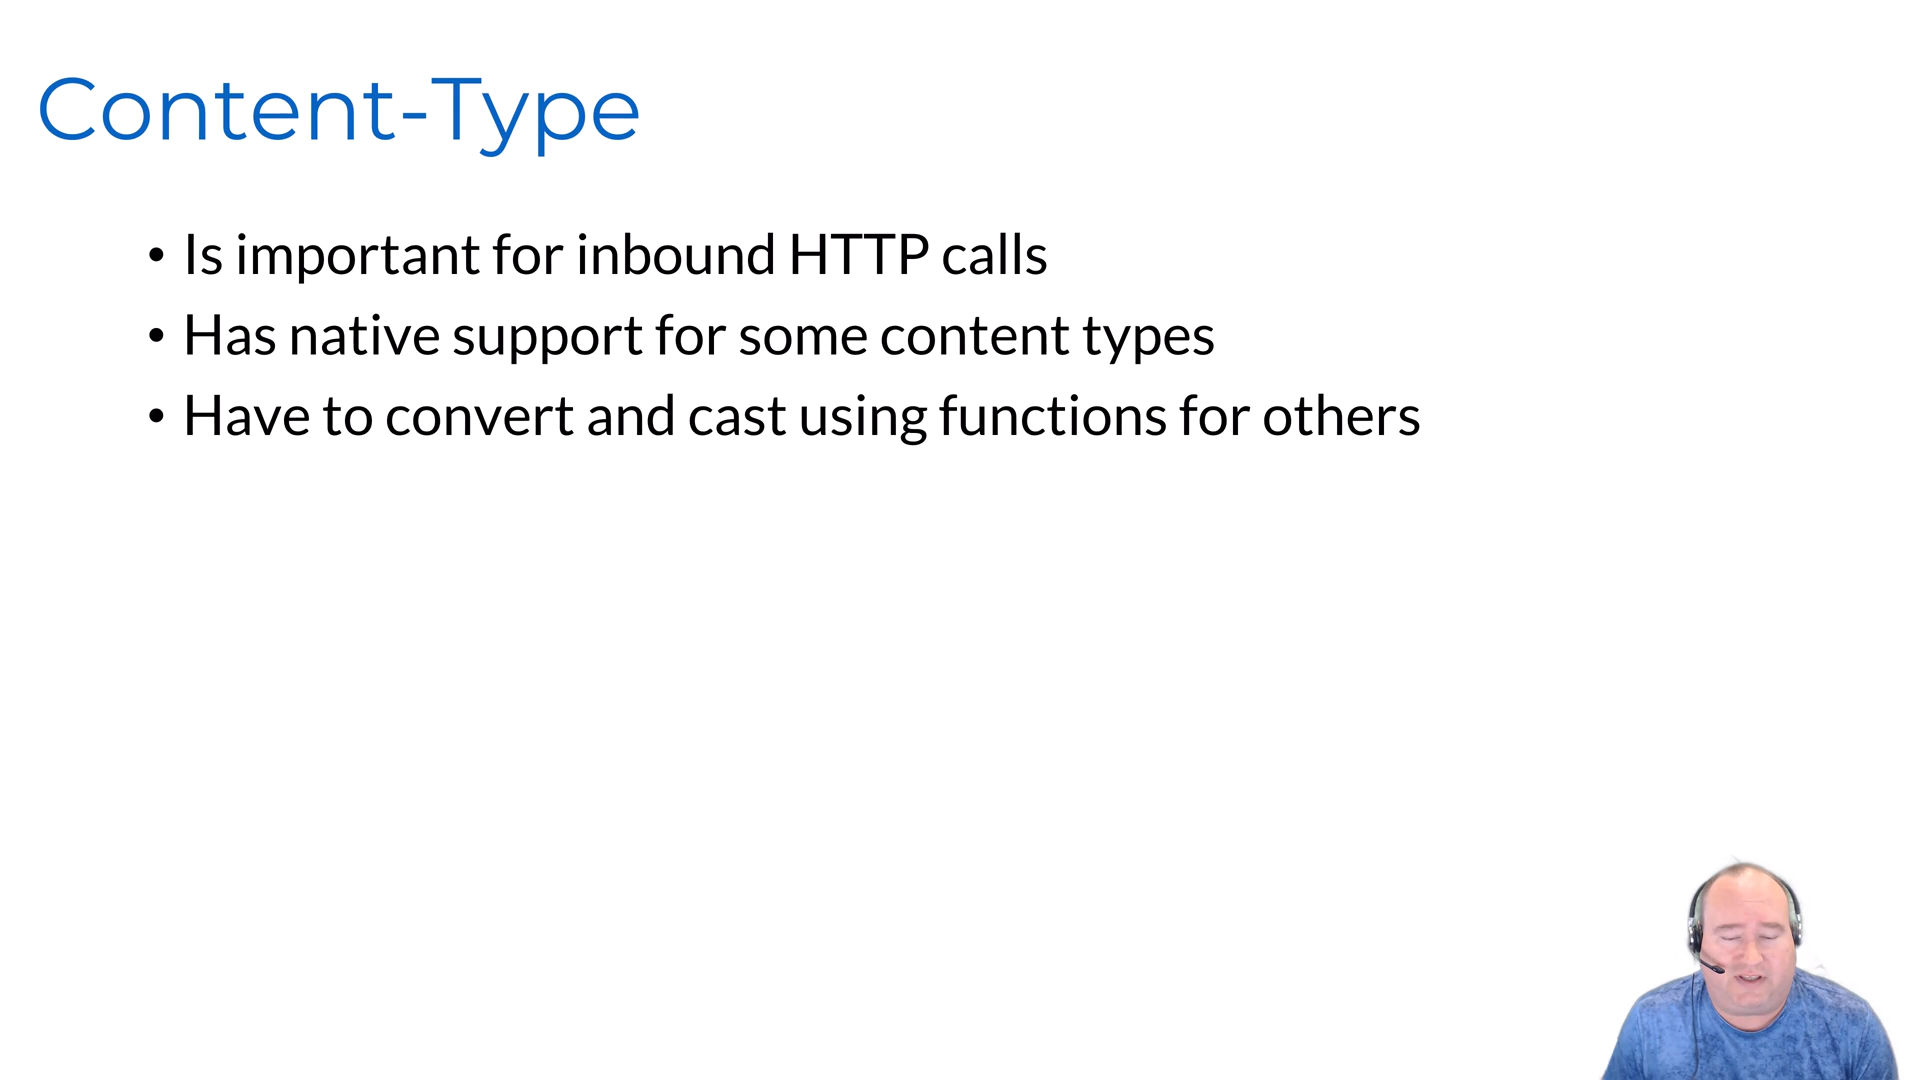 Content-Type
• Is important for inbound HTTP calls
• Has native support for some content types
• Have to convert and cast using functions for others